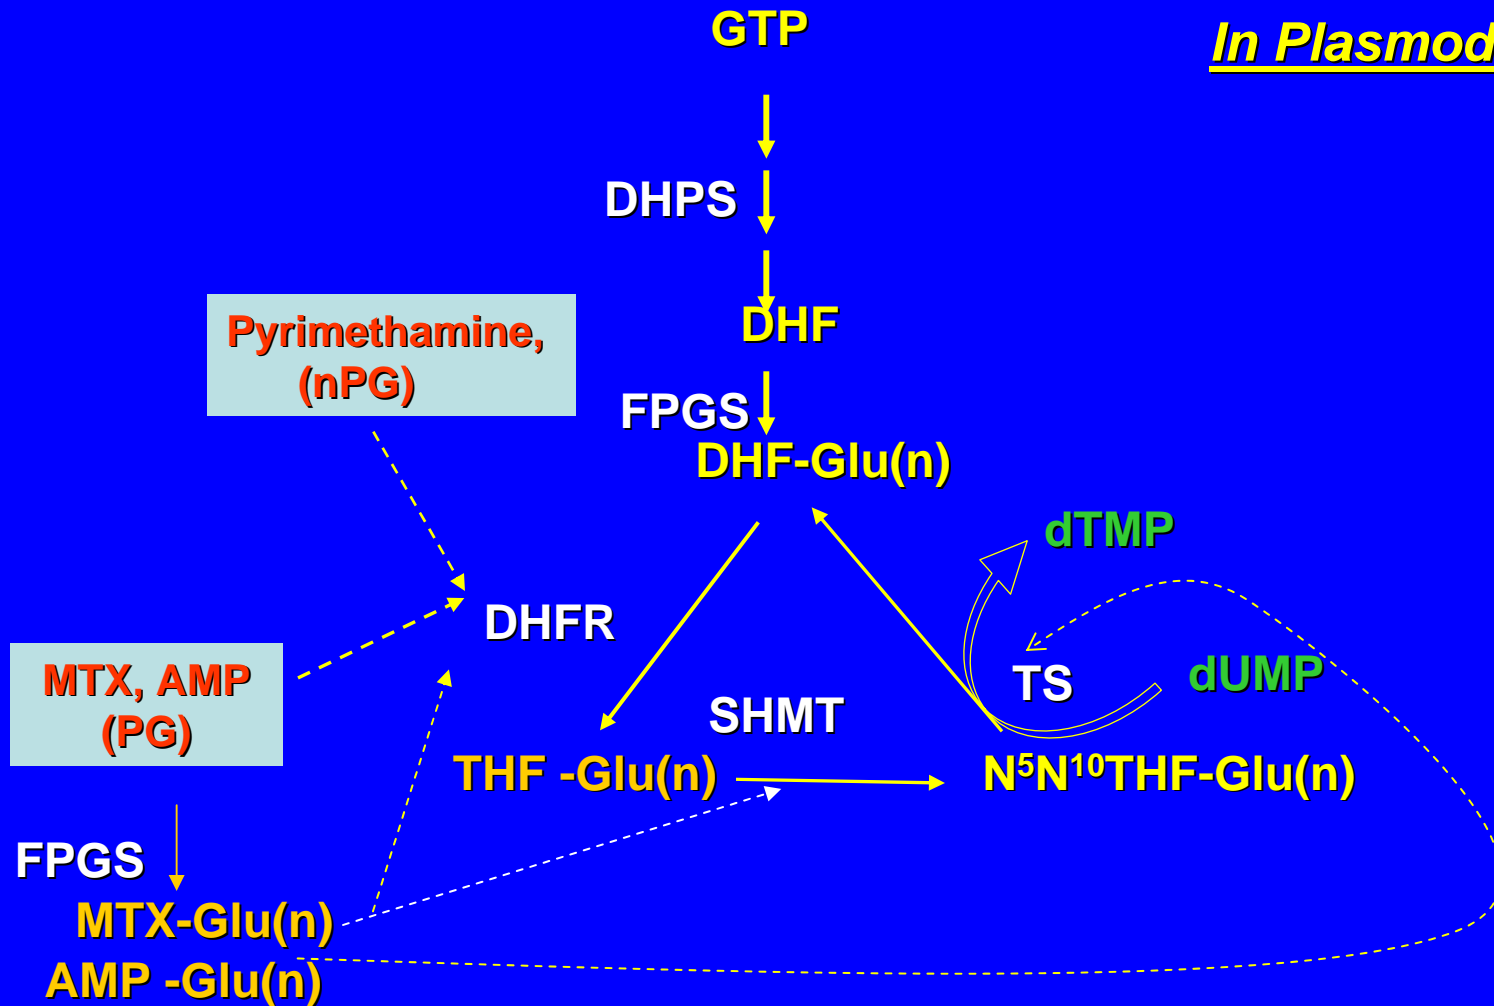 GTP
In Plasmod
DHPS
DHF
Pyrimethamine,
(nPG)
FPGS
DHF-Glu(n)
dTMP
DHFR
MTX, AMP
(PG)
TS
dUMP
SHMT
THF -Glu(n)
N⁵N¹⁰THF-Glu(n)
FPGS
MTX-Glu(n)
AMP -Glu(n)